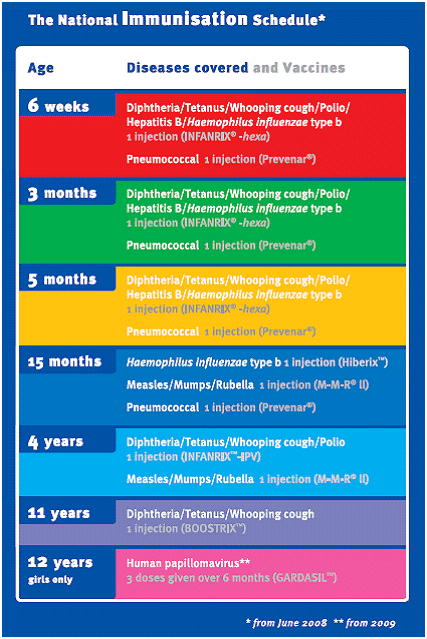 The National Immunisation Schedule*
Age Diseases covered and Vaccines
6 weeks
Diphtheria/Tetanus/Whooping cough/Polio/
Hepatitis B/Haemophilus influenzae type b
1 injection (INFANRIX® -hexa)
Pneumococcal 1 injection (Prevenar®)
3 months
Diphtheria/Tetanus/Whooping cough/Polio/
Hepatitis B/Haemophilus influenzae type b
1 injection (INFANRIX® -hexa)
Pneumococcal 1 injection (Prevenar®)
5 months
Diphtheria/Tetanus/Whooping cough/Polio/
Hepatitis B/Haemophilus influenzae type b
1 injection (INFANRIX® -hexa)
Pneumococcal 1 injection (Prevenar®)
15 months
Haemophilus influenzae type b 1 injection (Hiberix™)
Measles/Mumps/Rubella 1 injection (M-M-R® II)
Pneumococcal 1 injection (Prevenar®)
4 years
Diphtheria/Tetanus/Whooping cough/Polio
1 injection (INFANRIX™-IPV)
Measles/Mumps/Rubella 1 injection (M-M-R® II)
11 years
Diphtheria/Tetanus/Whooping cough
1 injection (BOOSTRIX™)
12 years
girls only
Human papillomavirus**
3 doses given over 6 months (GARDASIL™)
* from June 2008 ** from 2009